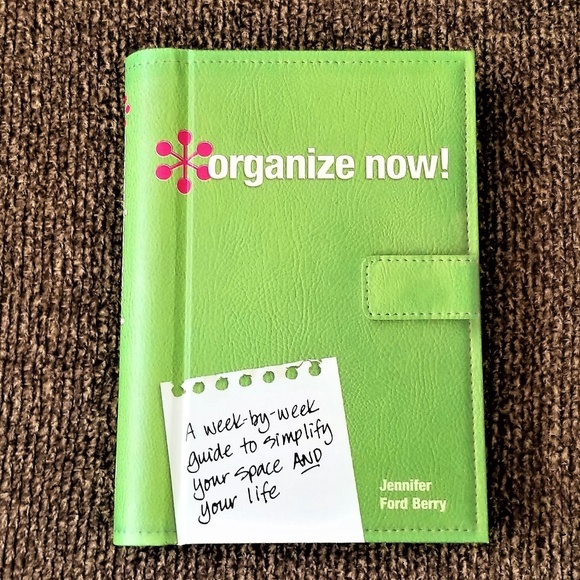 organize now!
A week-by-week
guide to simplify
your space AND
your life
Jennifer
Ford Berry